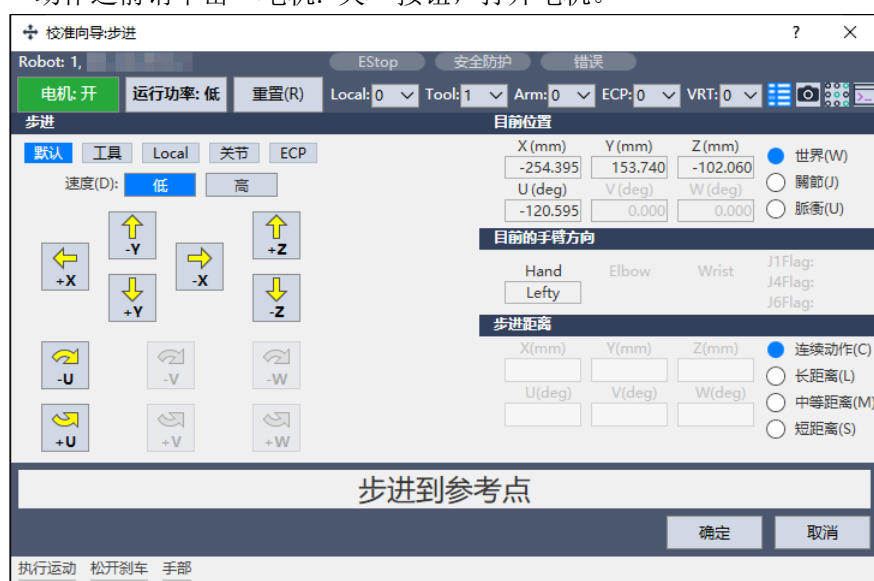 校准向导:步进
?
Robot: 1,
EStop 安全防护 错误
电机: 开 运行功率: 低 重置(R) Local: 0 Tool: 1 Arm: 0 ECP: 0 VRT: 0
步进
默认 工具 Local 关节 ECP
速度(D): 低 高
-Y +Z
+X -X
+Y -Z
-U -V -W
+U +V +W
目前位置
X (mm) Y (mm) Z (mm)
-254.395 153.740 -102.060
U (deg) V (deg) W (deg)
-120.595 0.000 0.000
世界(W)
關節(J)
脈衝(U)
目前的手臂方向
Hand Elbow Wrist
Lefty
J1Flag:
J4Flag:
J6Flag:
步进距离
X(mm) Y(mm) Z(mm)
U(deg) V(deg) W(deg)
连续动作(C)
长距离(L)
中等距离(M)
短距离(S)
步进到参考点
确定 取消
执行运动 松开刹车 手部